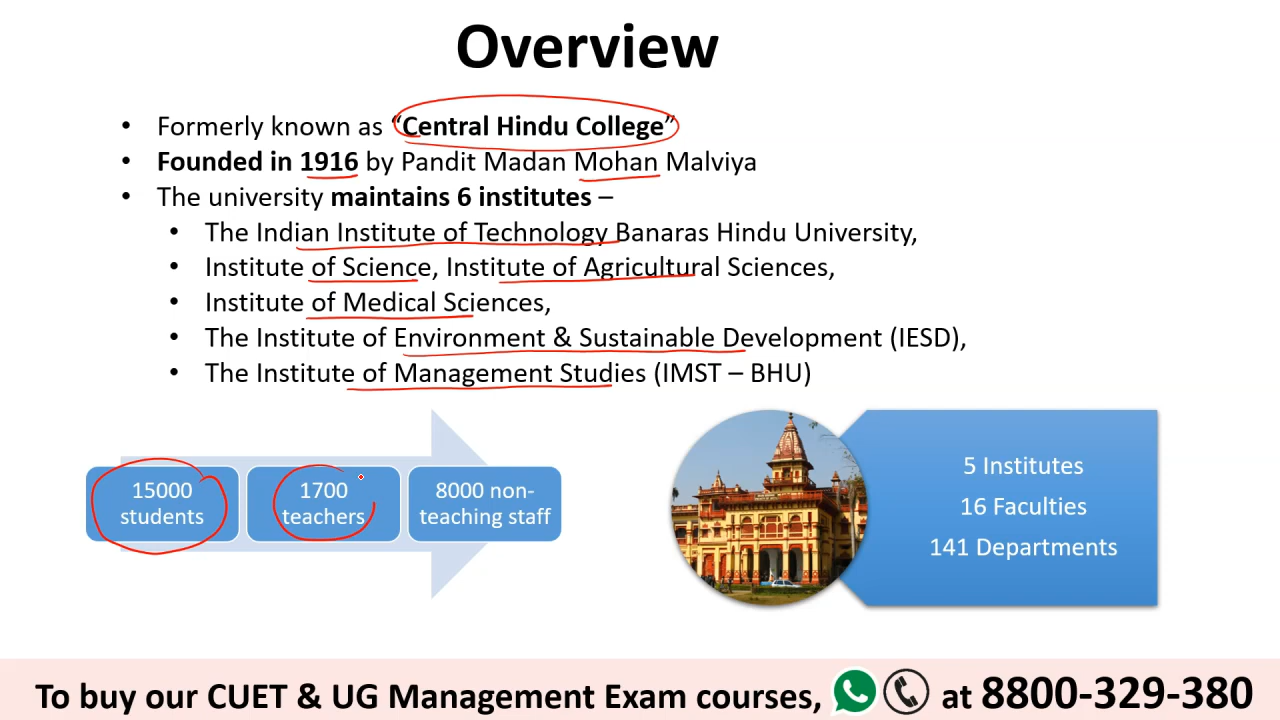 Overview
• Formerly known as “Central Hindu College”
• Founded in 1916 by Pandit Madan Mohan Malviya
• The university maintains 6 institutes –
• The Indian Institute of Technology Banaras Hindu University,
• Institute of Science, Institute of Agricultural Sciences,
• Institute of Medical Sciences,
• The Institute of Environment & Sustainable Development (IESD),
• The Institute of Management Studies (IMST – BHU)
15000
students
1700
teachers
8000 non-
teaching staff
5 Institutes
16 Faculties
141 Departments
To buy our CUET & UG Management Exam courses, at 8800-329-380